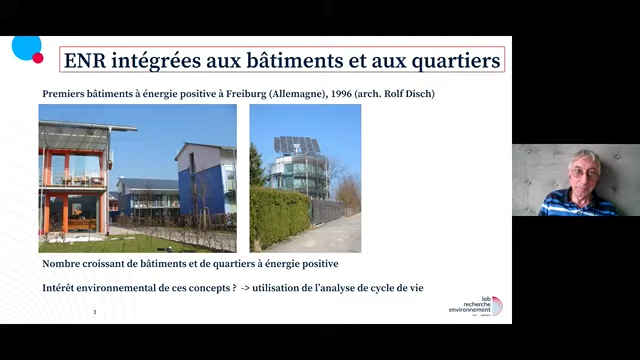 ENR intégrées aux bâtiments et aux quartiers
Premiers bâtiments à énergie positive à Freiburg (Allemagne), 1996 (arch. Rolf Disch)
Nombre croissant de bâtiments et de quartiers à énergie positive
Intérêt environnemental de ces concepts ? -> utilisation de l'analyse de cycle de vie
3
lab
recherche
environnement